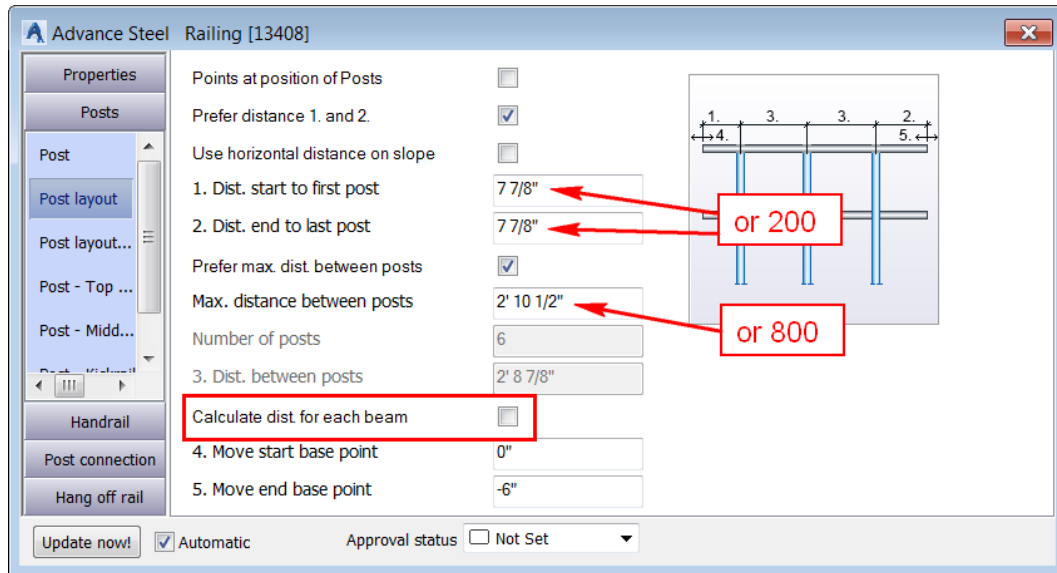 Advance Steel Railing [13408]
Properties
Posts
Post
Post layout
Post layout...
Post - Top ...
Post - Midd...
Handrail
Post connection
Hang off rail
Points at position of Posts
Prefer distance 1. and 2.
Use horizontal distance on slope
1. Dist. start to first post 7 7/8"
2. Dist. end to last post 7 7/8"
Prefer max. dist. between posts
Max. distance between posts 2' 10 1/2"
Number of posts 6
3. Dist. between posts 2' 8 7/8"
Calculate dist. for each beam
4. Move start base point 0"
5. Move end base point -6"
1. 3. 3. 2.
4. 5.
or 200
or 800
Update now! Automatic Approval status Not Set